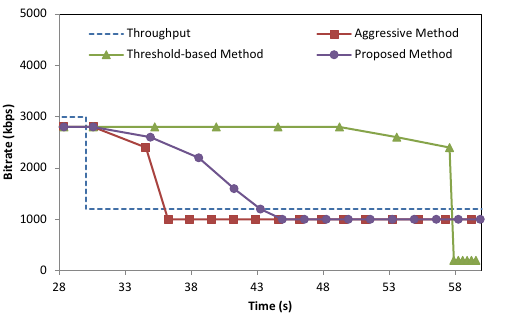 5000
Throughput
Aggressive Method
Threshold-based Method
Proposed Method
4000
3000
2000
1000
0
Bitrate (kbps)
28
33
38
43
48
53
58
Time (s)